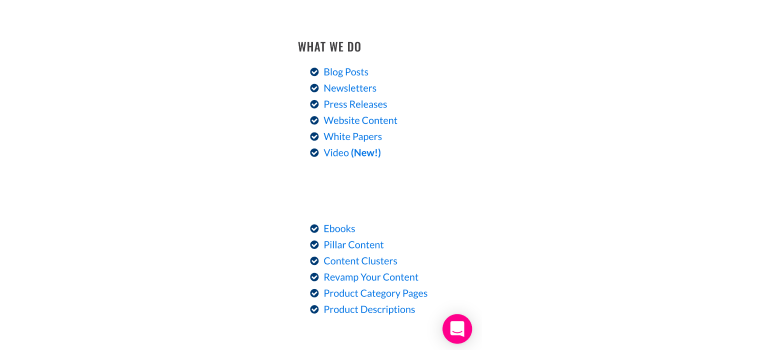 WHAT WE DO
Blog Posts
Newsletters
Press Releases
Website Content
White Papers
Video (New!)
Ebooks
Pillar Content
Content Clusters
Revamp Your Content
Product Category Pages
Product Descriptions